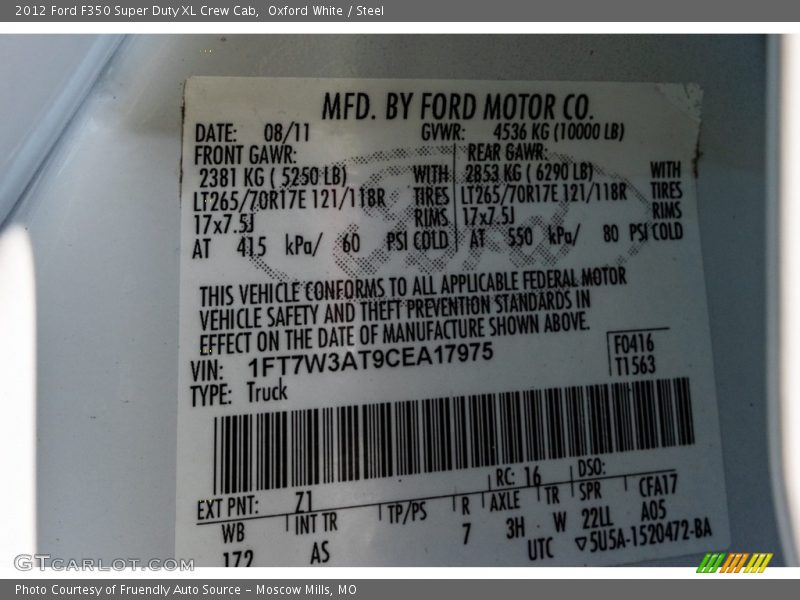 2012 Ford F350 Super Duty XL Crew Cab, Oxford White / Steel
MFD. BY FORD MOTOR CO.
DATE: 08/11 GVWR: 4536 KG (10000 LB)
FRONT GAWR: REAR GAWR:
2381 KG ( 5250 LB) WITH 2853 KG ( 6290 LB) WITH
LT265/70R17E 121/118R TIRES LT265/70R17E 121/118R TIRES
17x7.5J RIMS 17x7.5J RIMS
AT 415 kPa/ 60 PSI COLD AT 550 kPa/ 80 PSI COLD
THIS VEHICLE CONFORMS TO ALL APPLICABLE FEDERAL MOTOR
VEHICLE SAFETY AND THEFT PREVENTION STANDARDS IN
EFFECT ON THE DATE OF MANUFACTURE SHOWN ABOVE.
VIN: 1FT7W3AT9CEA17975 F0416
TYPE: Truck T1563
EXT PNT: Z1 RC: 16 DSO:
WB INT TR TP/PS R AXLE TR SPR CFA17
172 AS 7 3H W 22LL A05
UTC ▽5U5A-1520472-BA
GTCARLOT.COM
Photo Courtesy of Fruendly Auto Source – Moscow Mills, MO